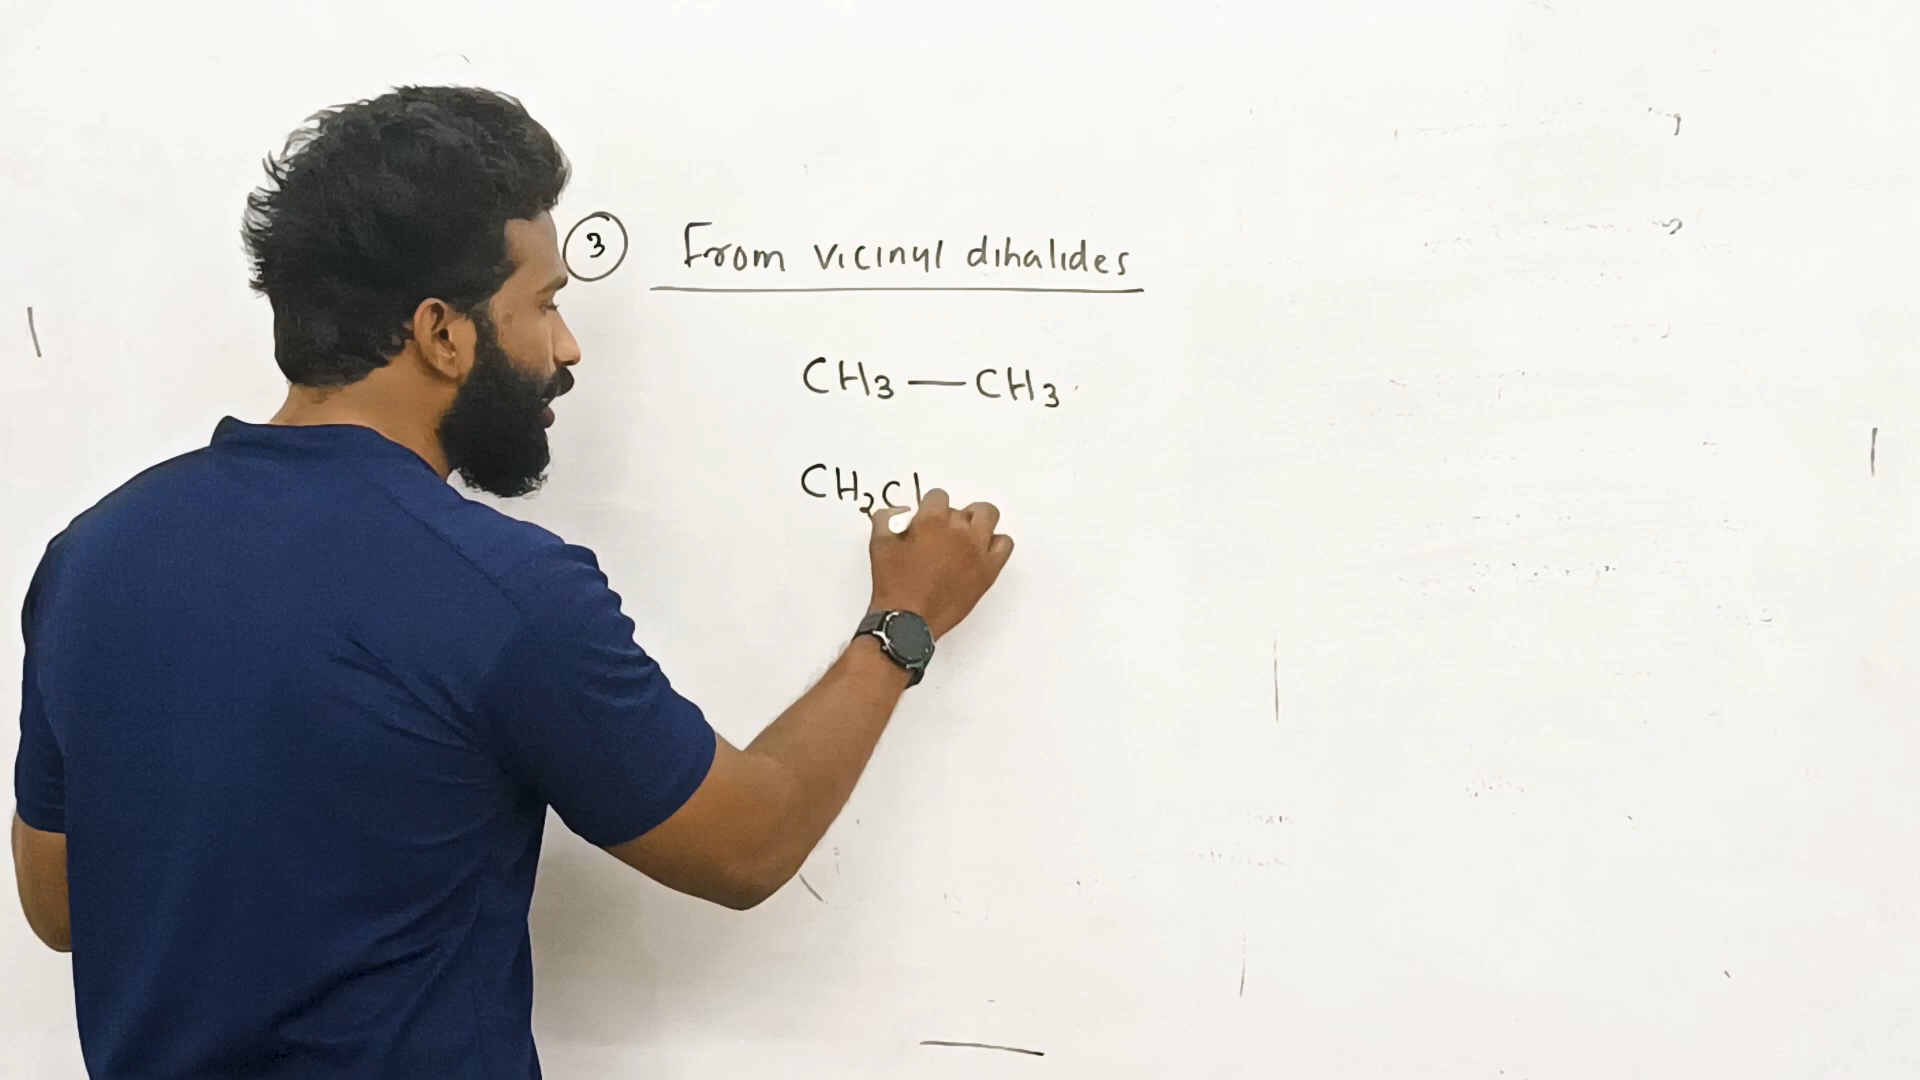 3 From vicinyl dihalides
CH3 — CH3
CH2Cl